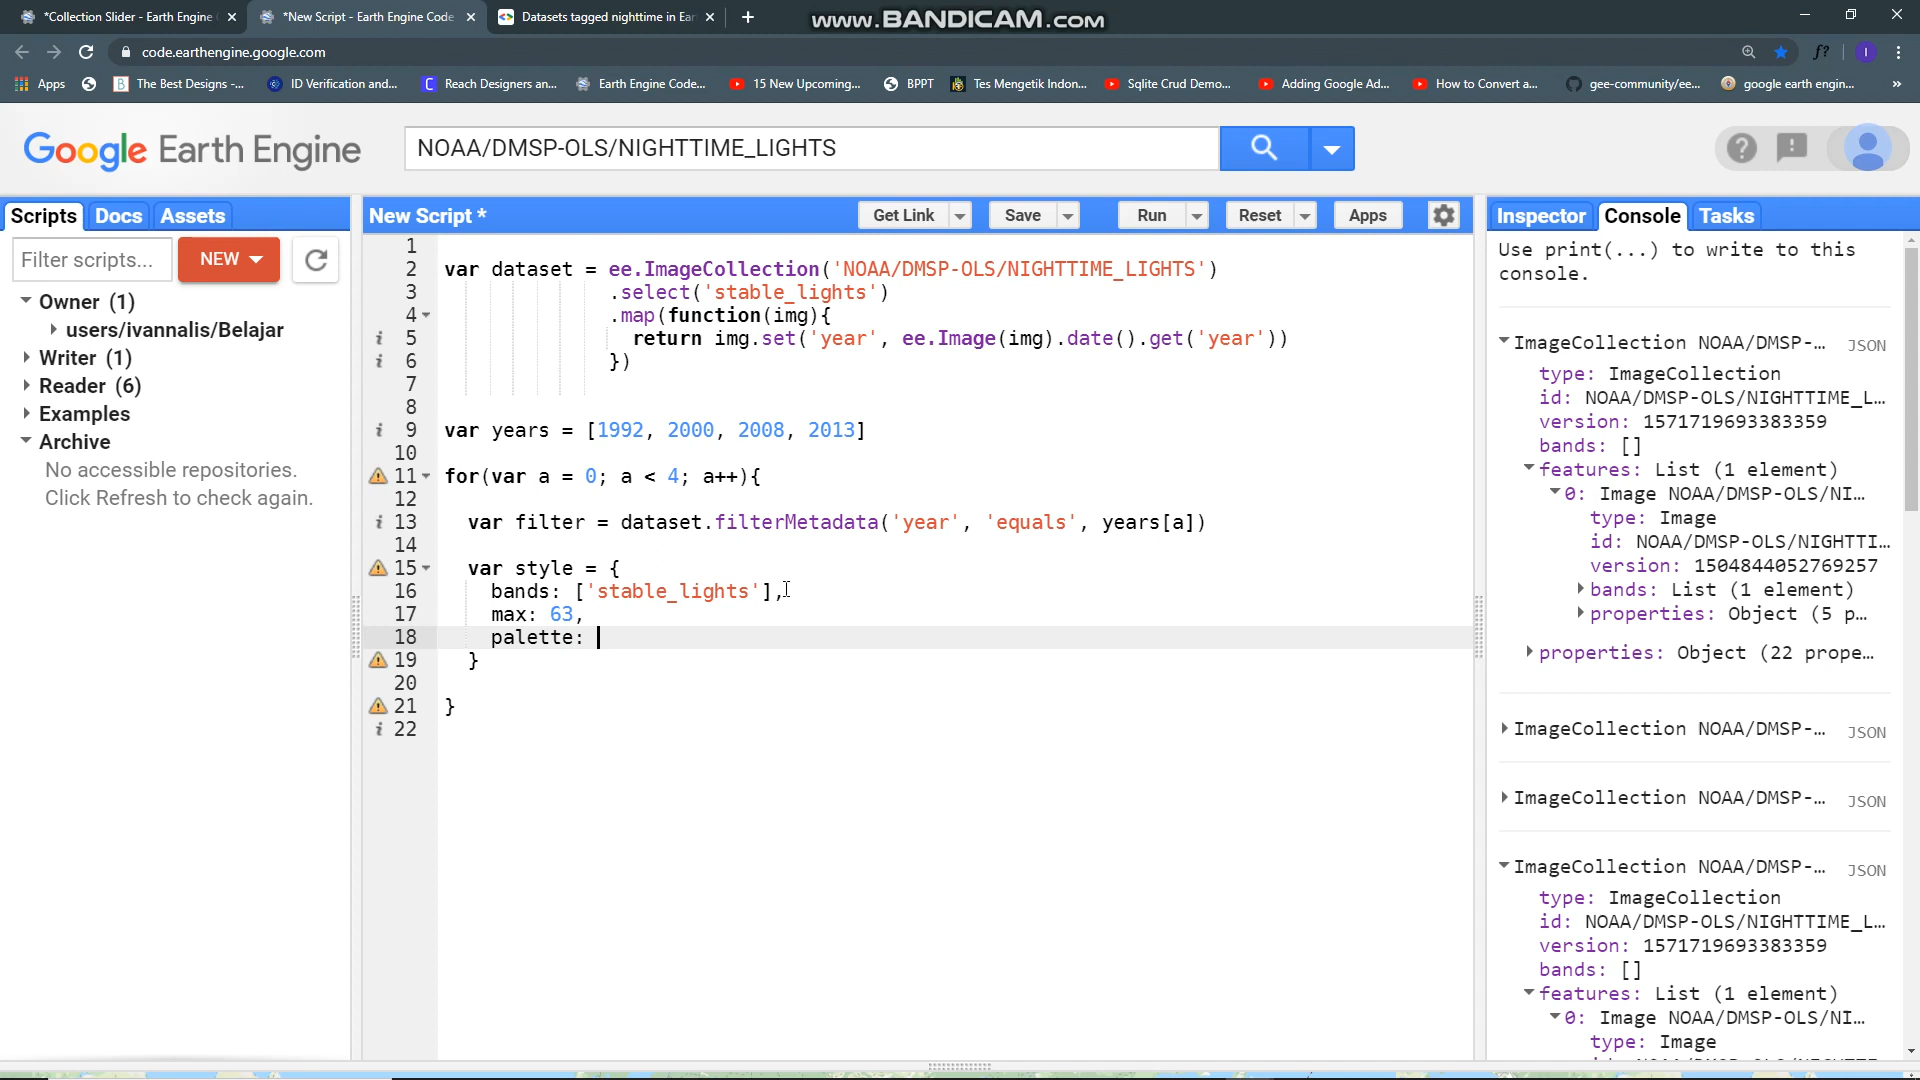 *Collection Slider - Earth Engine
*New Script - Earth Engine Code
Datasets tagged nighttime in Ear
www.BANDICAM.com
code.earthengine.google.com
Apps
The Best Designs -...
ID Verification and...
Reach Designers an...
Earth Engine Code...
15 New Upcoming...
BPPT
Tes Mengetik Indon...
Sqlite Crud Demo...
Adding Google Ad...
How to Convert a...
gee-community/ee...
google earth engin...
»
Google Earth Engine
NOAA/DMSP-OLS/NIGHTTIME_LIGHTS
Scripts Docs Assets
Filter scripts...
NEW
Owner (1)
users/ivannalis/Belajar
Writer (1)
Reader (6)
Examples
Archive
No accessible repositories.
Click Refresh to check again.
New Script *
Get Link
Save
Run
Reset
Apps
1
2 var dataset = ee.ImageCollection('NOAA/DMSP-OLS/NIGHTTIME_LIGHTS')
3 .select('stable_lights')
4 .map(function(img){
5 return img.set('year', ee.Image(img).date().get('year'))
6 })
7
8
9 var years = [1992, 2000, 2008, 2013]
10
11 for(var a = 0; a < 4; a++){
12
13 var filter = dataset.filterMetadata('year', 'equals', years[a])
14
15 var style = {
16 bands: ['stable_lights'],
17 max: 63,
18 palette:
19 }
20
21 }
22
Inspector Console Tasks
Use print(...) to write to this
console.
ImageCollection NOAA/DMSP-... JSON
type: ImageCollection
id: NOAA/DMSP-OLS/NIGHTTIME_L...
version: 1571719693383359
bands: []
features: List (1 element)
0: Image NOAA/DMSP-OLS/NI...
type: Image
id: NOAA/DMSP-OLS/NIGHTTI...
version: 1504844052769257
bands: List (1 element)
properties: Object (5 p...
properties: Object (22 prope...
ImageCollection NOAA/DMSP-... JSON
ImageCollection NOAA/DMSP-... JSON
ImageCollection NOAA/DMSP-... JSON
type: ImageCollection
id: NOAA/DMSP-OLS/NIGHTTIME_L...
version: 1571719693383359
bands: []
features: List (1 element)
0: Image NOAA/DMSP-OLS/NI...
type: Image